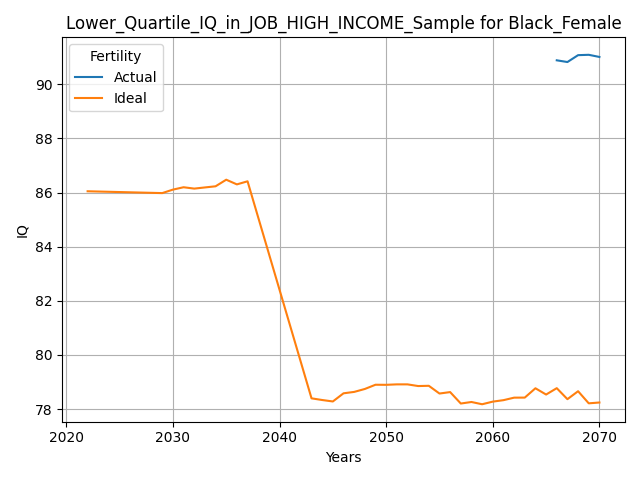 Lower_Quartile_IQ_in_JOB_HIGH_INCOME_Sample for Black_Female
Fertility
Actual
Ideal
90
88
86
84
82
80
78
IQ
2020 2030 2040 2050 2060 2070
Years